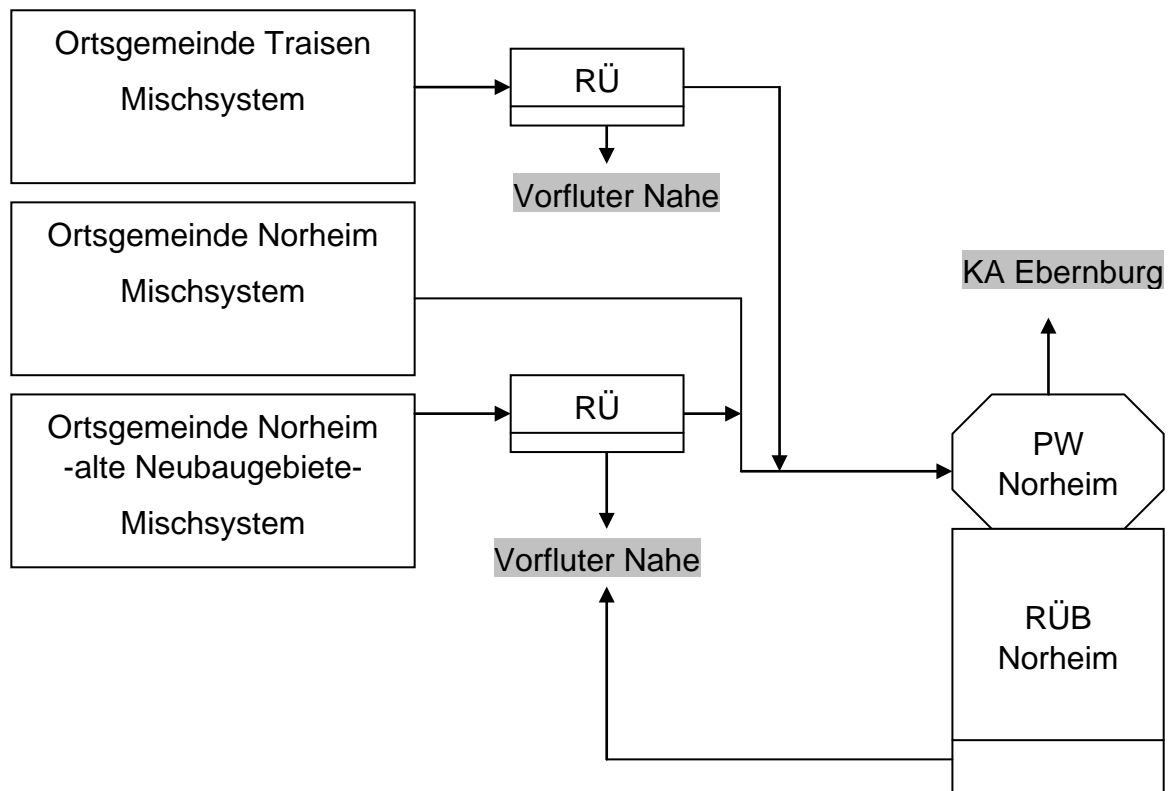 Ortsgemeinde Traisen
Mischsystem
RÜ
Vorfluter Nahe
Ortsgemeinde Norheim
Mischsystem
KA Ebernburg
Ortsgemeinde Norheim
-alte Neubaugebiete-
Mischsystem
RÜ
Vorfluter Nahe
PW
Norheim
RÜB
Norheim